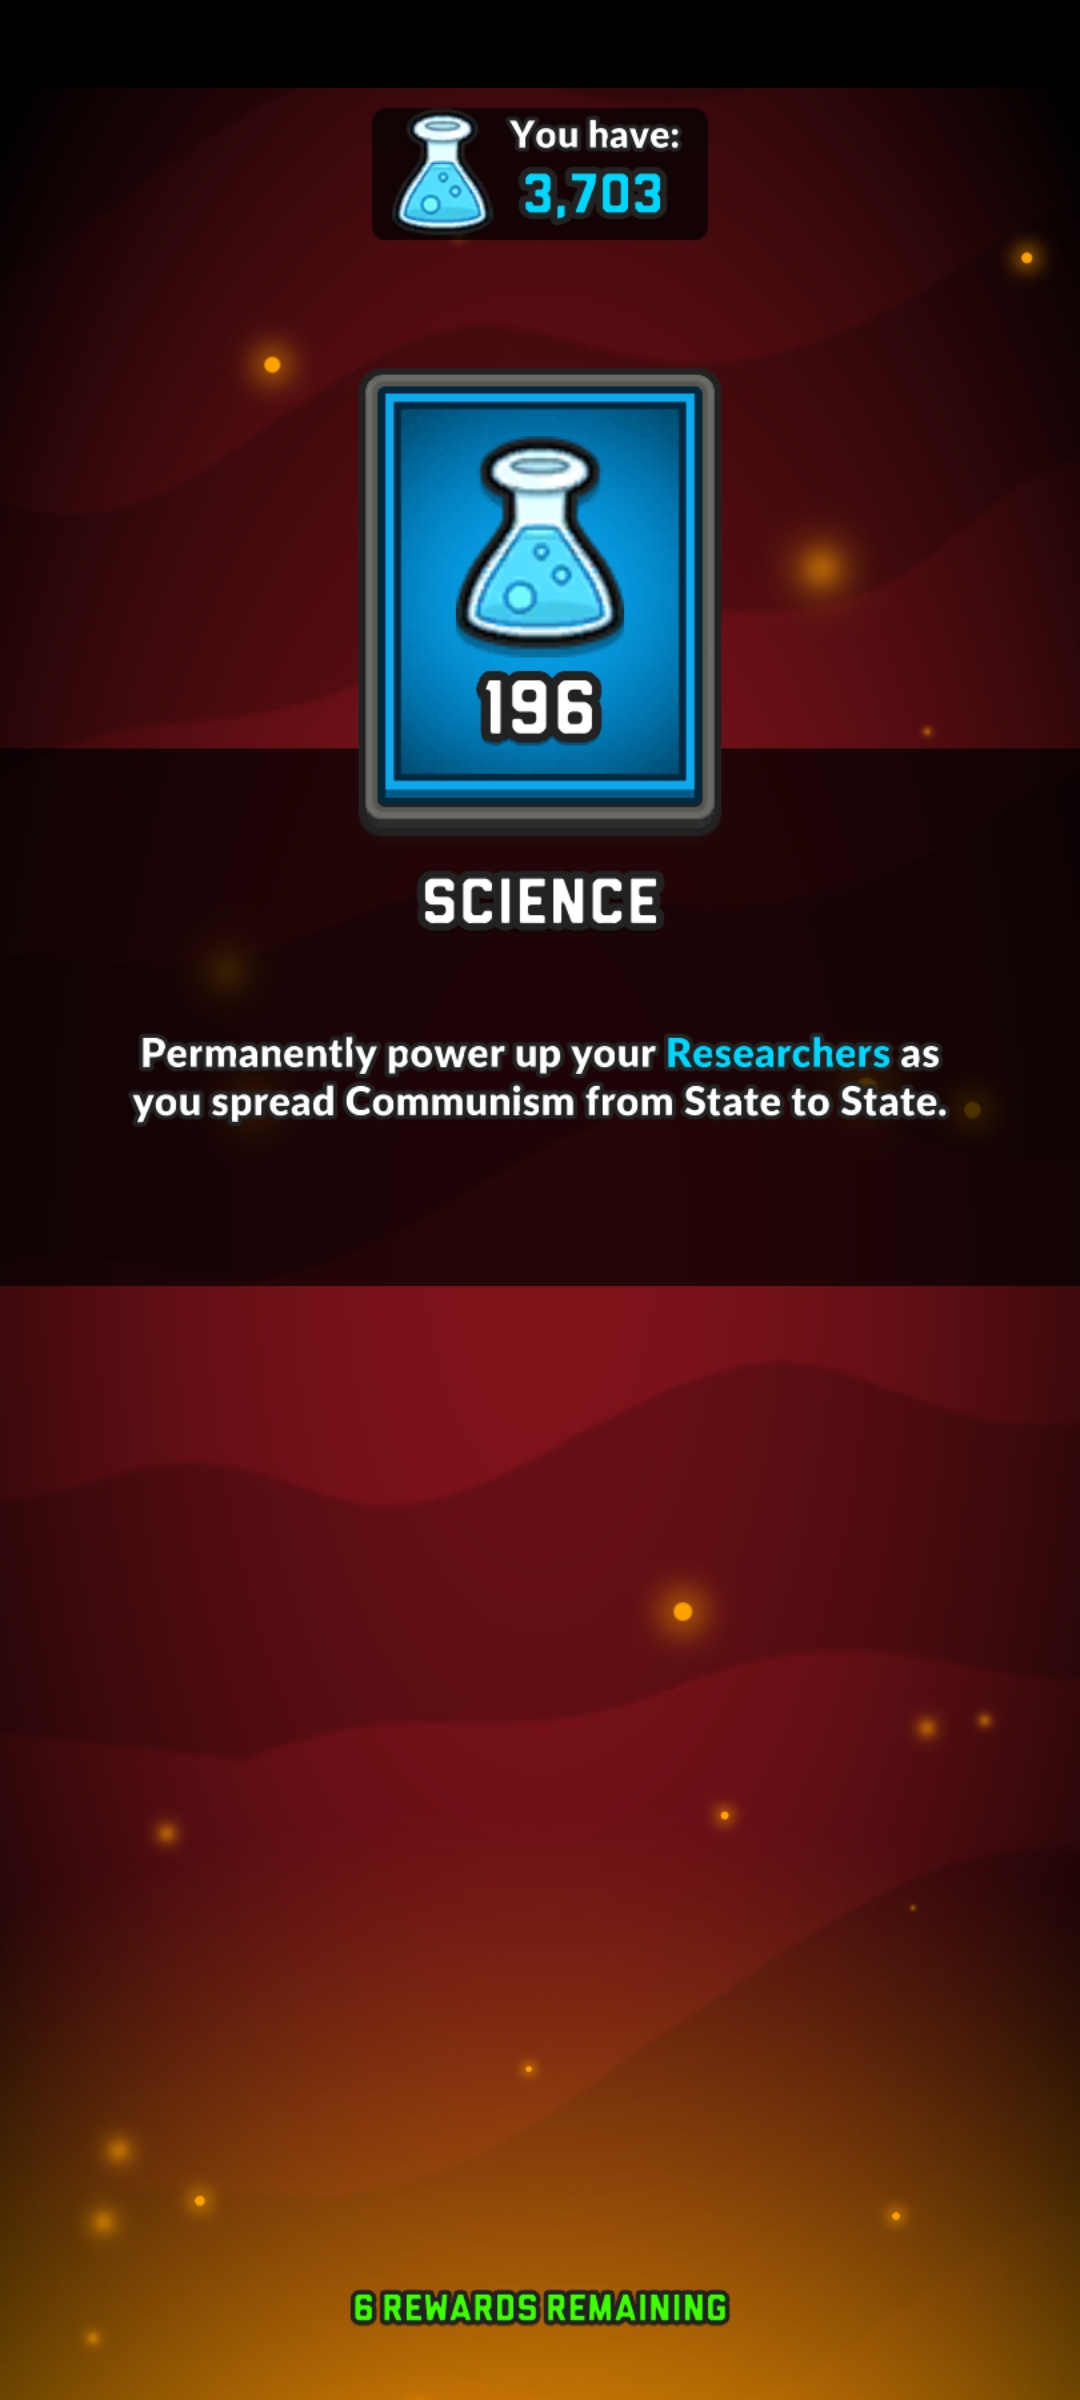 You have:
3,703
196
SCIENCE
Permanently power up your Researchers as
you spread Communism from State to State.
6 REWARDS REMAINING